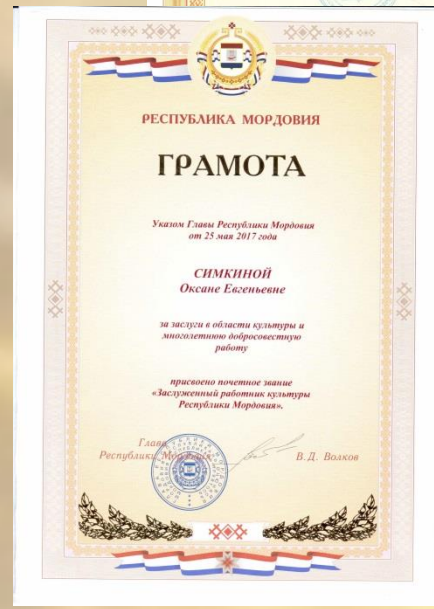 РЕСПУБЛИКА МОРДОВИЯ
ГРАМОТА
Указом Главы Республики Мордовия
от 25 мая 2017 года
СИМКИНОЙ
Оксане Евгеньевне
за заслуги в области культуры и
многолетнюю добросовестную
работу
присвоено почетное звание
«Заслуженный работник культуры
Республики Мордовия».
Глава
Республики Мордовия
В.Д. Волков